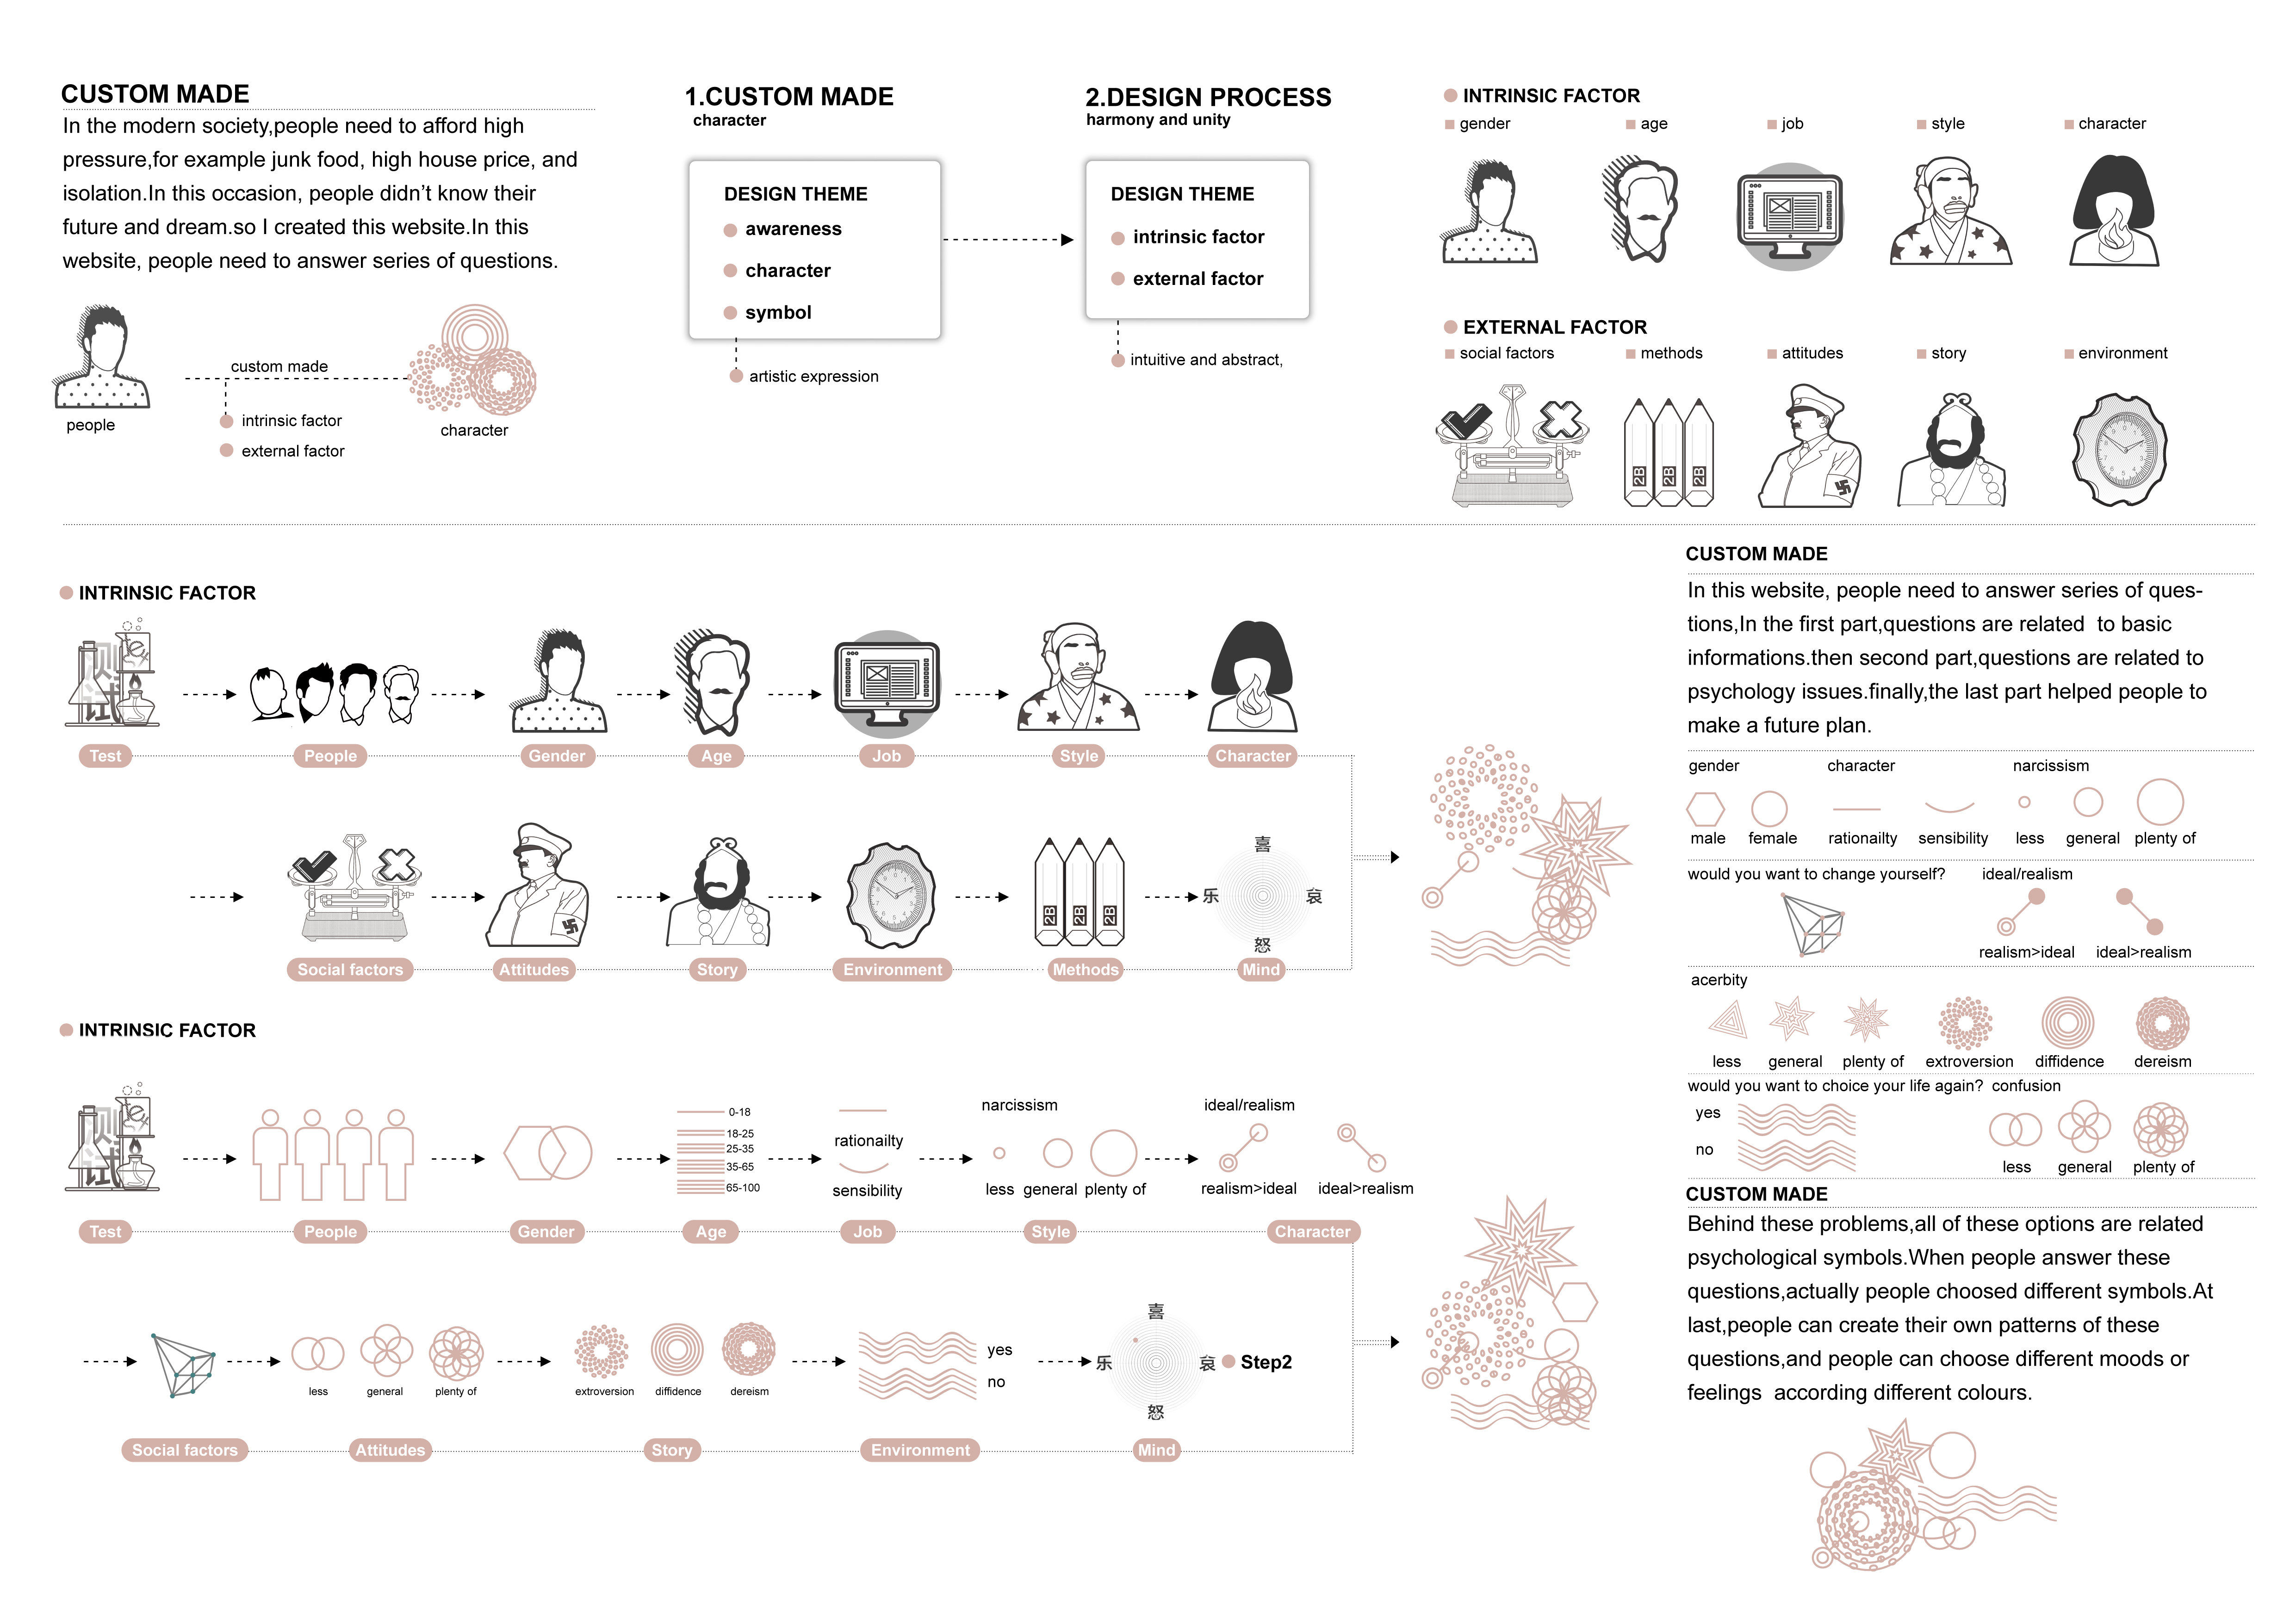 CUSTOM MADE
In the modern society,people need to afford high
pressure,for example junk food, high house price, and
isolation.In this occasion, people didn't know their
future and dream.so I created this website.In this
website, people need to answer series of questions.
people
custom made
intrinsic factor
external factor
character
1.CUSTOM MADE
character
DESIGN THEME
awareness
character
symbol
artistic expression
2.DESIGN PROCESS
harmony and unity
DESIGN THEME
intrinsic factor
external factor
intuitive and abstract,
INTRINSIC FACTOR
gender age job style character
EXTERNAL FACTOR
social factors methods attitudes story environment
2B 2B 2B
INTRINSIC FACTOR
测试
Test People Gender Age Job Style Character
2B 2B 2B
喜
乐 哀
怒
Social factors Attitudes Story Environment Methods Mind
INTRINSIC FACTOR
测试
0-18
18-25
25-35
35-65
65-100
rationailty
sensibility
narcissism
less general plenty of
ideal/realism
realism>ideal ideal>realism
Test People Gender Age Job Style Character
less general plenty of
extroversion diffidence dereism
yes
no
喜
乐 哀
怒
Step2
Social factors Attitudes Story Environment Mind
CUSTOM MADE
In this website, people need to answer series of ques-
tions,In the first part,questions are related to basic
informations.then second part,questions are related to
psychology issues.finally,the last part helped people to
make a future plan.
gender character narcissism
male female rationailty sensibility less general plenty of
would you want to change yourself? ideal/realism
realism>ideal ideal>realism
acerbity
less general plenty of extroversion diffidence dereism
would you want to choice your life again? confusion
yes
no
less general plenty of
CUSTOM MADE
Behind these problems,all of these options are related
psychological symbols.When people answer these
questions,actually people choosed different symbols.At
last,people can create their own patterns of these
questions,and people can choose different moods or
feelings according different colours.